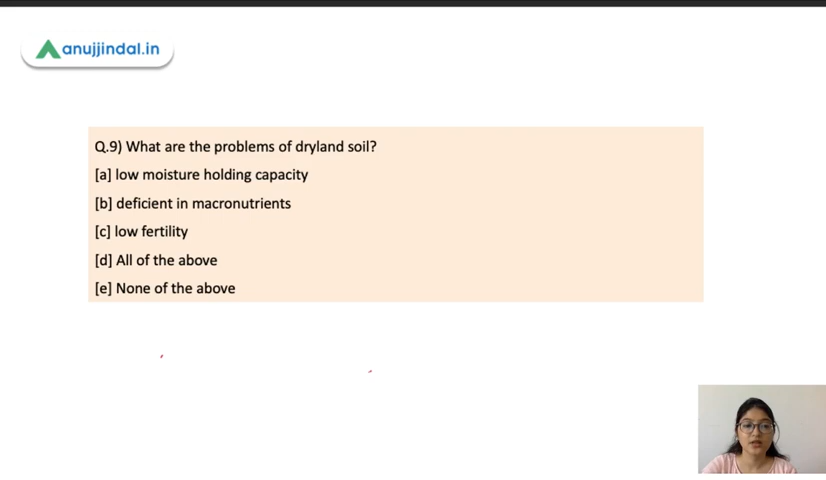 anujjindal.in
Q.9) What are the problems of dryland soil?
[a] low moisture holding capacity
[b] deficient in macronutrients
[c] low fertility
[d] All of the above
[e] None of the above